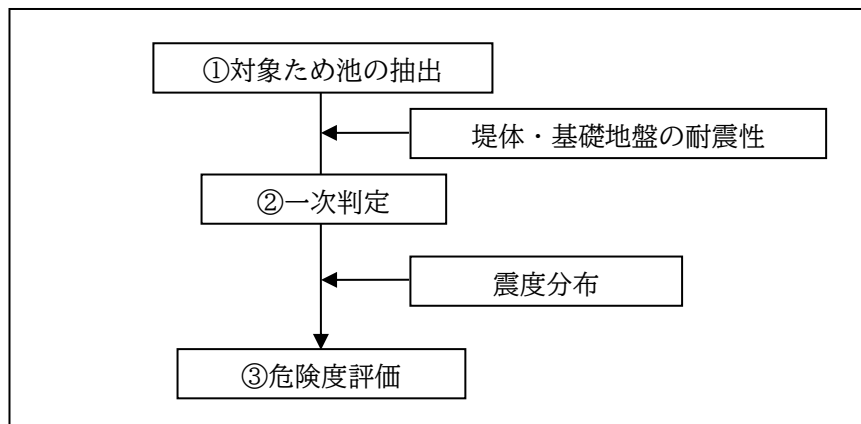 ①対象ため池の抽出
堤体・基礎地盤の耐震性
②一次判定
震度分布
③危険度評価